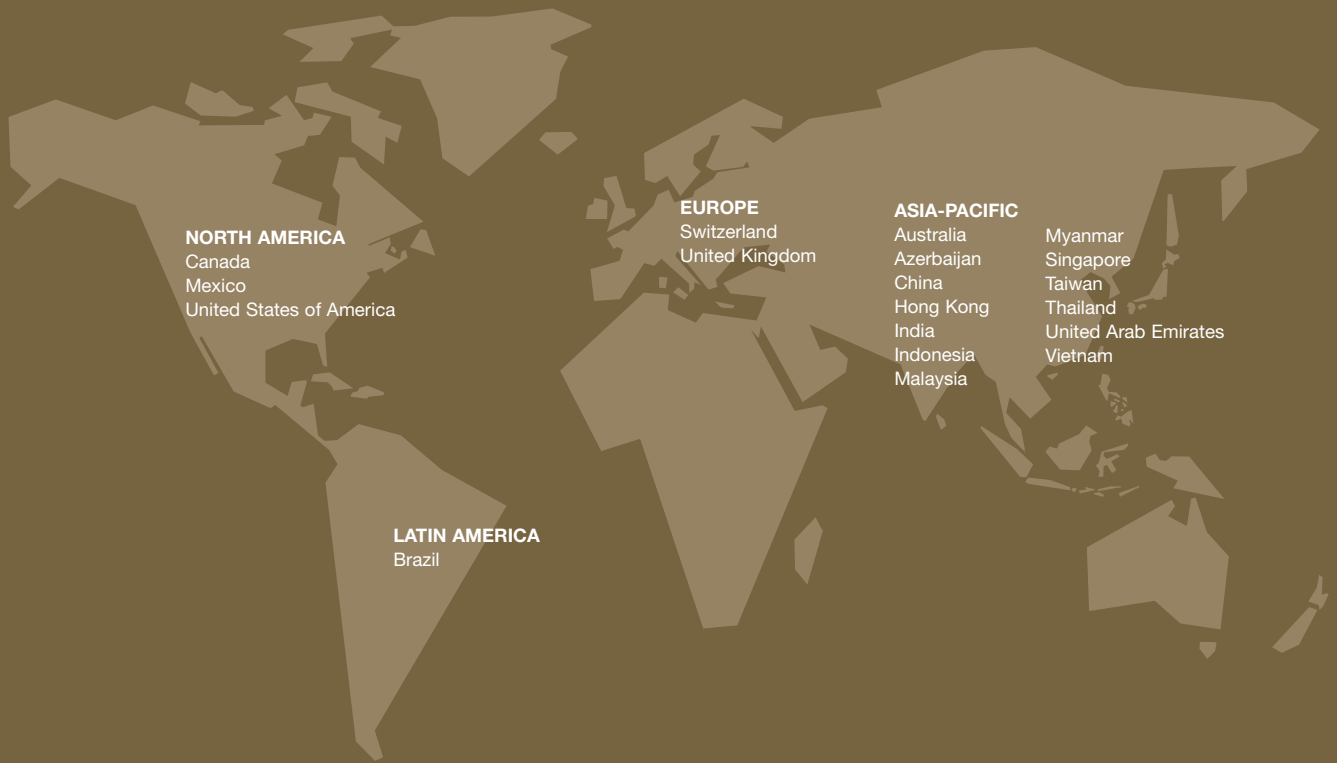 NORTH AMERICA
Canada
Mexico
United States of America
LATIN AMERICA
Brazil
EUROPE
Switzerland
United Kingdom
ASIA-PACIFIC
Australia
Azerbaijan
China
Hong Kong
India
Indonesia
Malaysia
Myanmar
Singapore
Taiwan
Thailand
United Arab Emirates
Vietnam